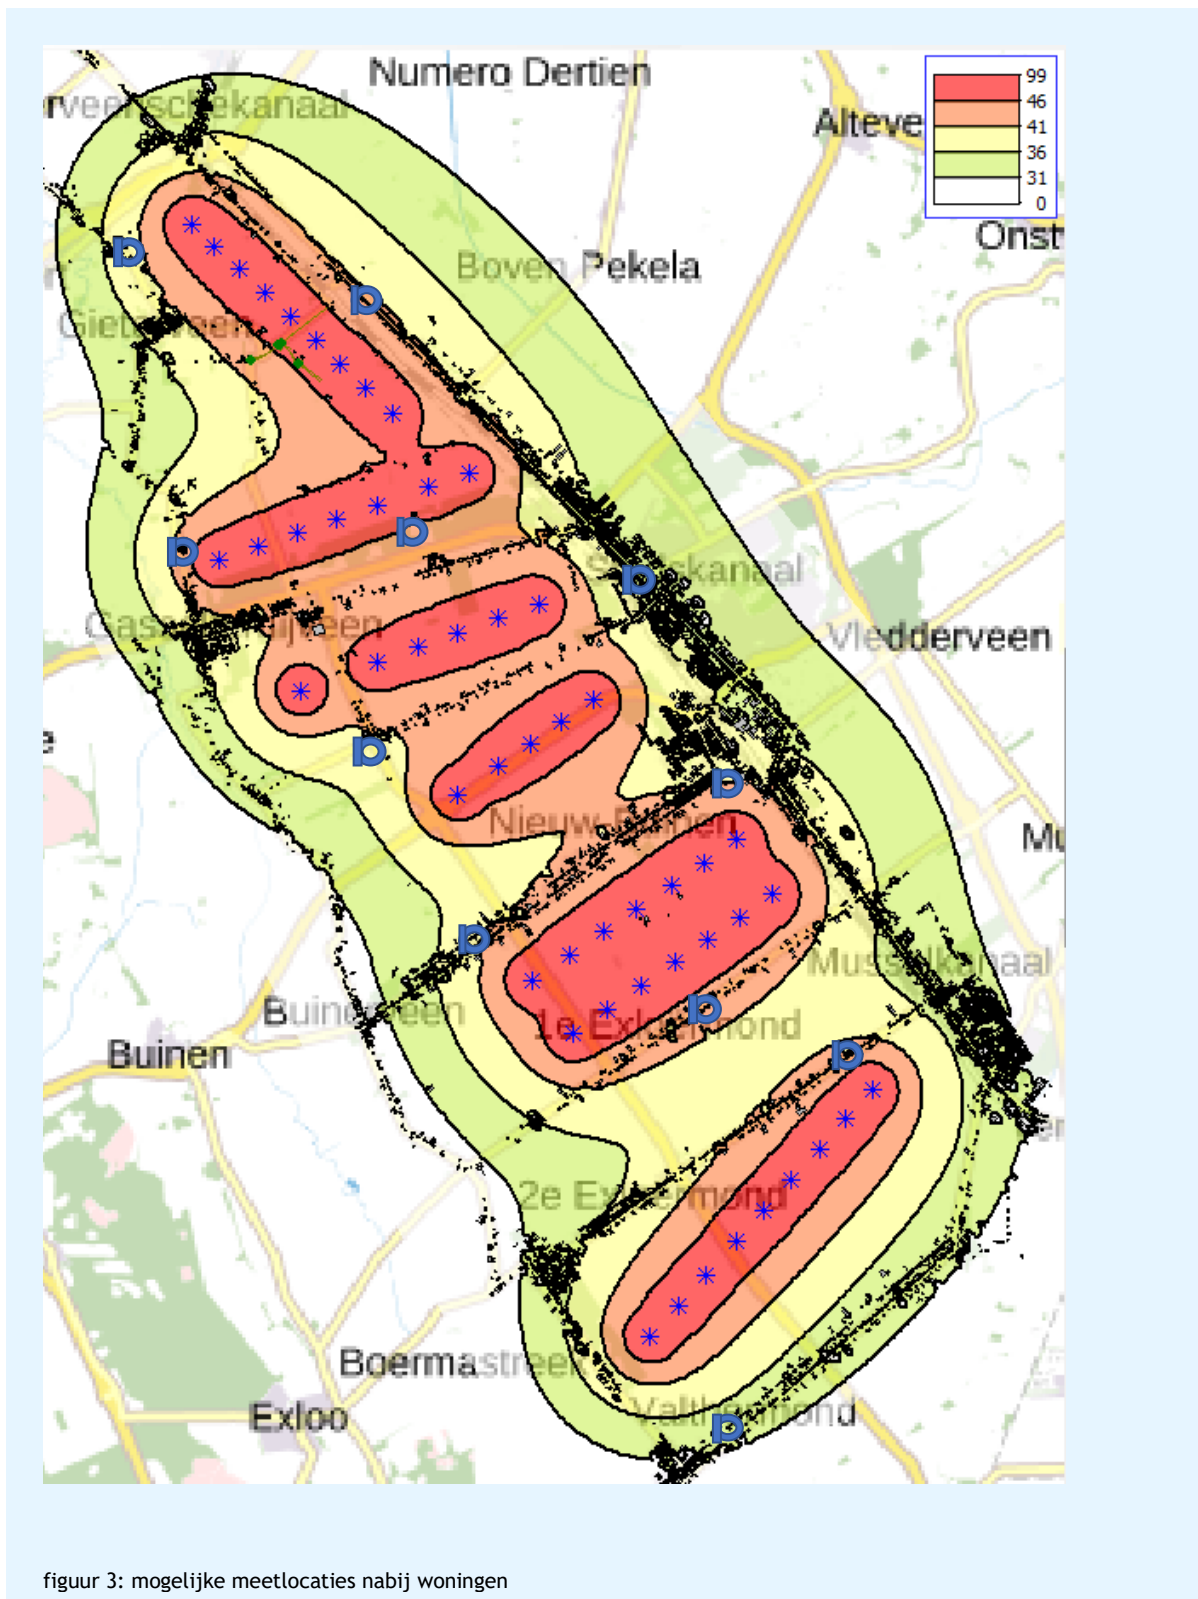 Numero Dertien
99
46
41
36
31
0
rveenschekanaal
Alteve
Onst
Boven Pekela
Gieterveen
Stadskanaal
Vledderveen
e
Nieuw-Buinen
Mu
Musselkanaal
Buinerveen
1e Exloërmond
Buinen
2e Exloërmond
Boermastreek
Exloo
Valthermond
figuur 3: mogelijke meetlocaties nabij woningen